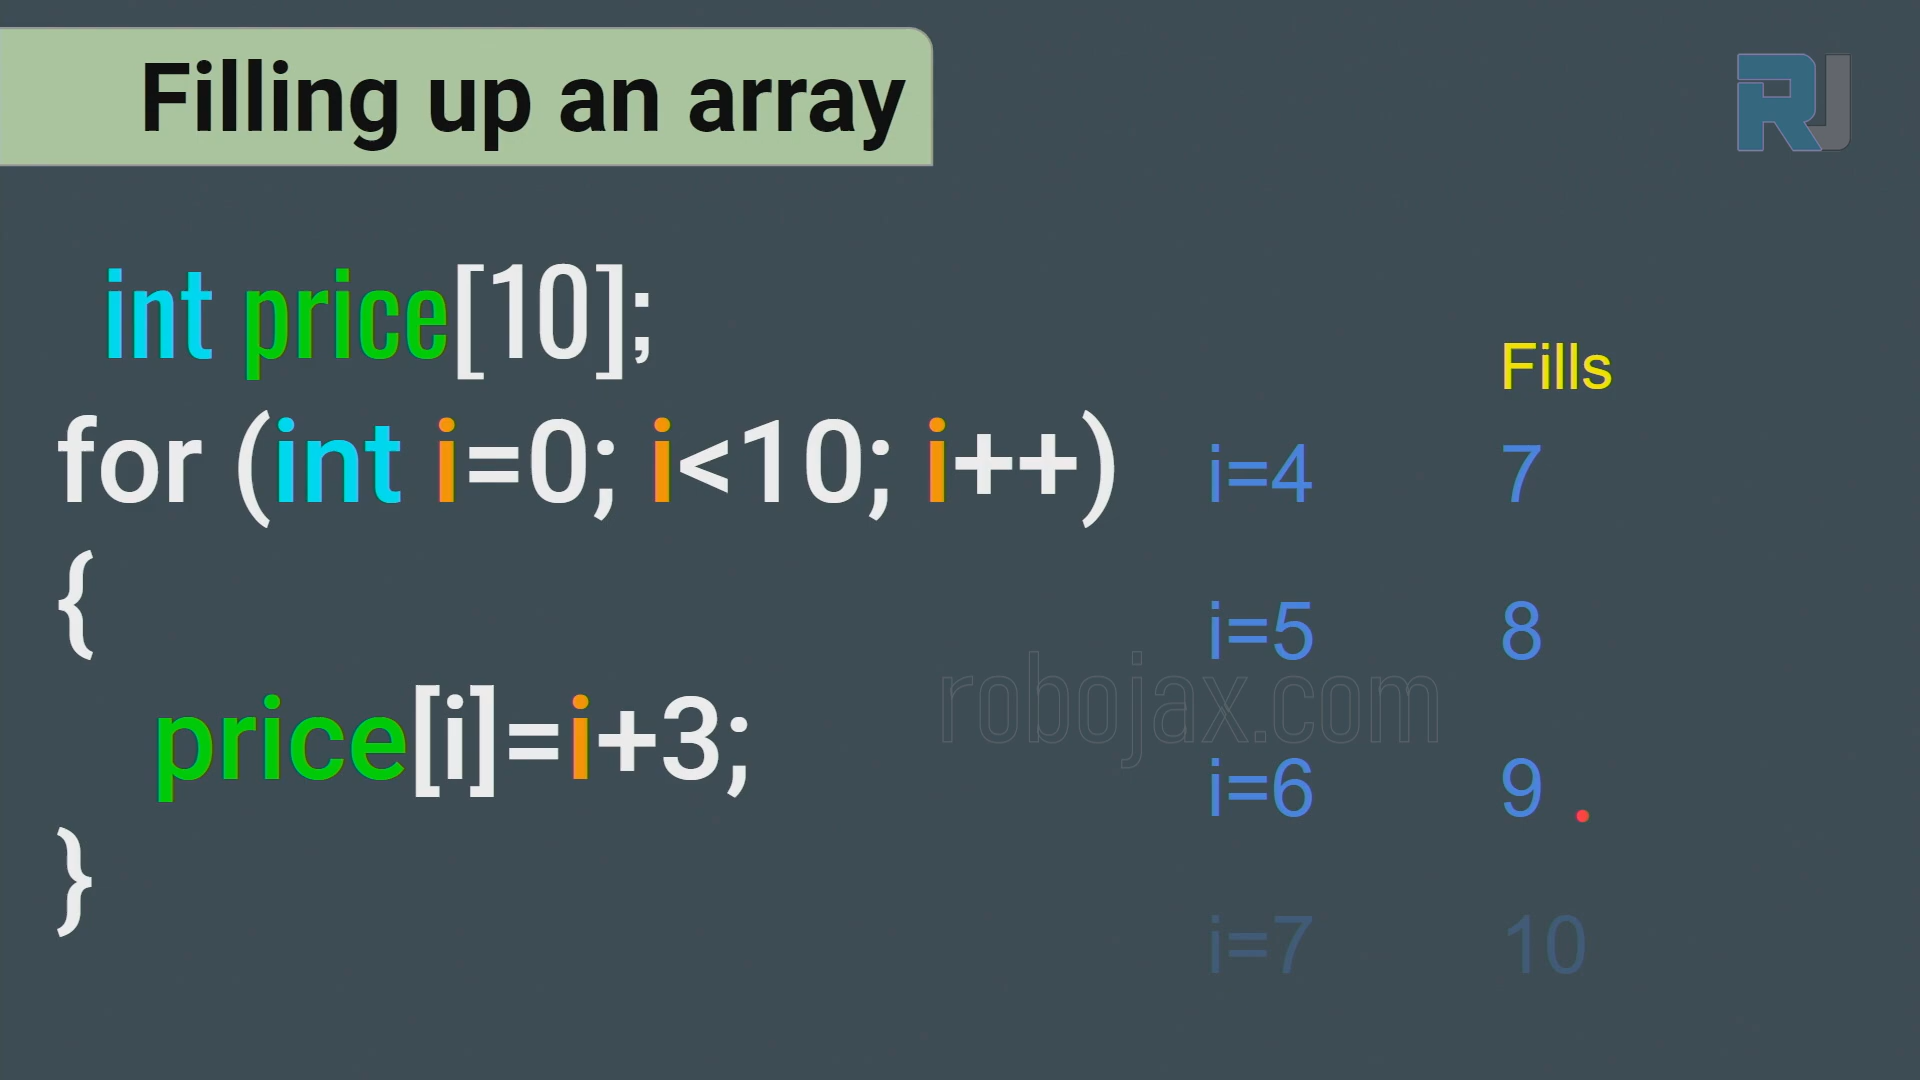 Filling up an array
RJ
int price[10];
for (int i=0; i<10; i++)
{
price[i]=i+3;
}
Fills
i=4 7
i=5 8
robojax.com
i=6 9
i=7 10